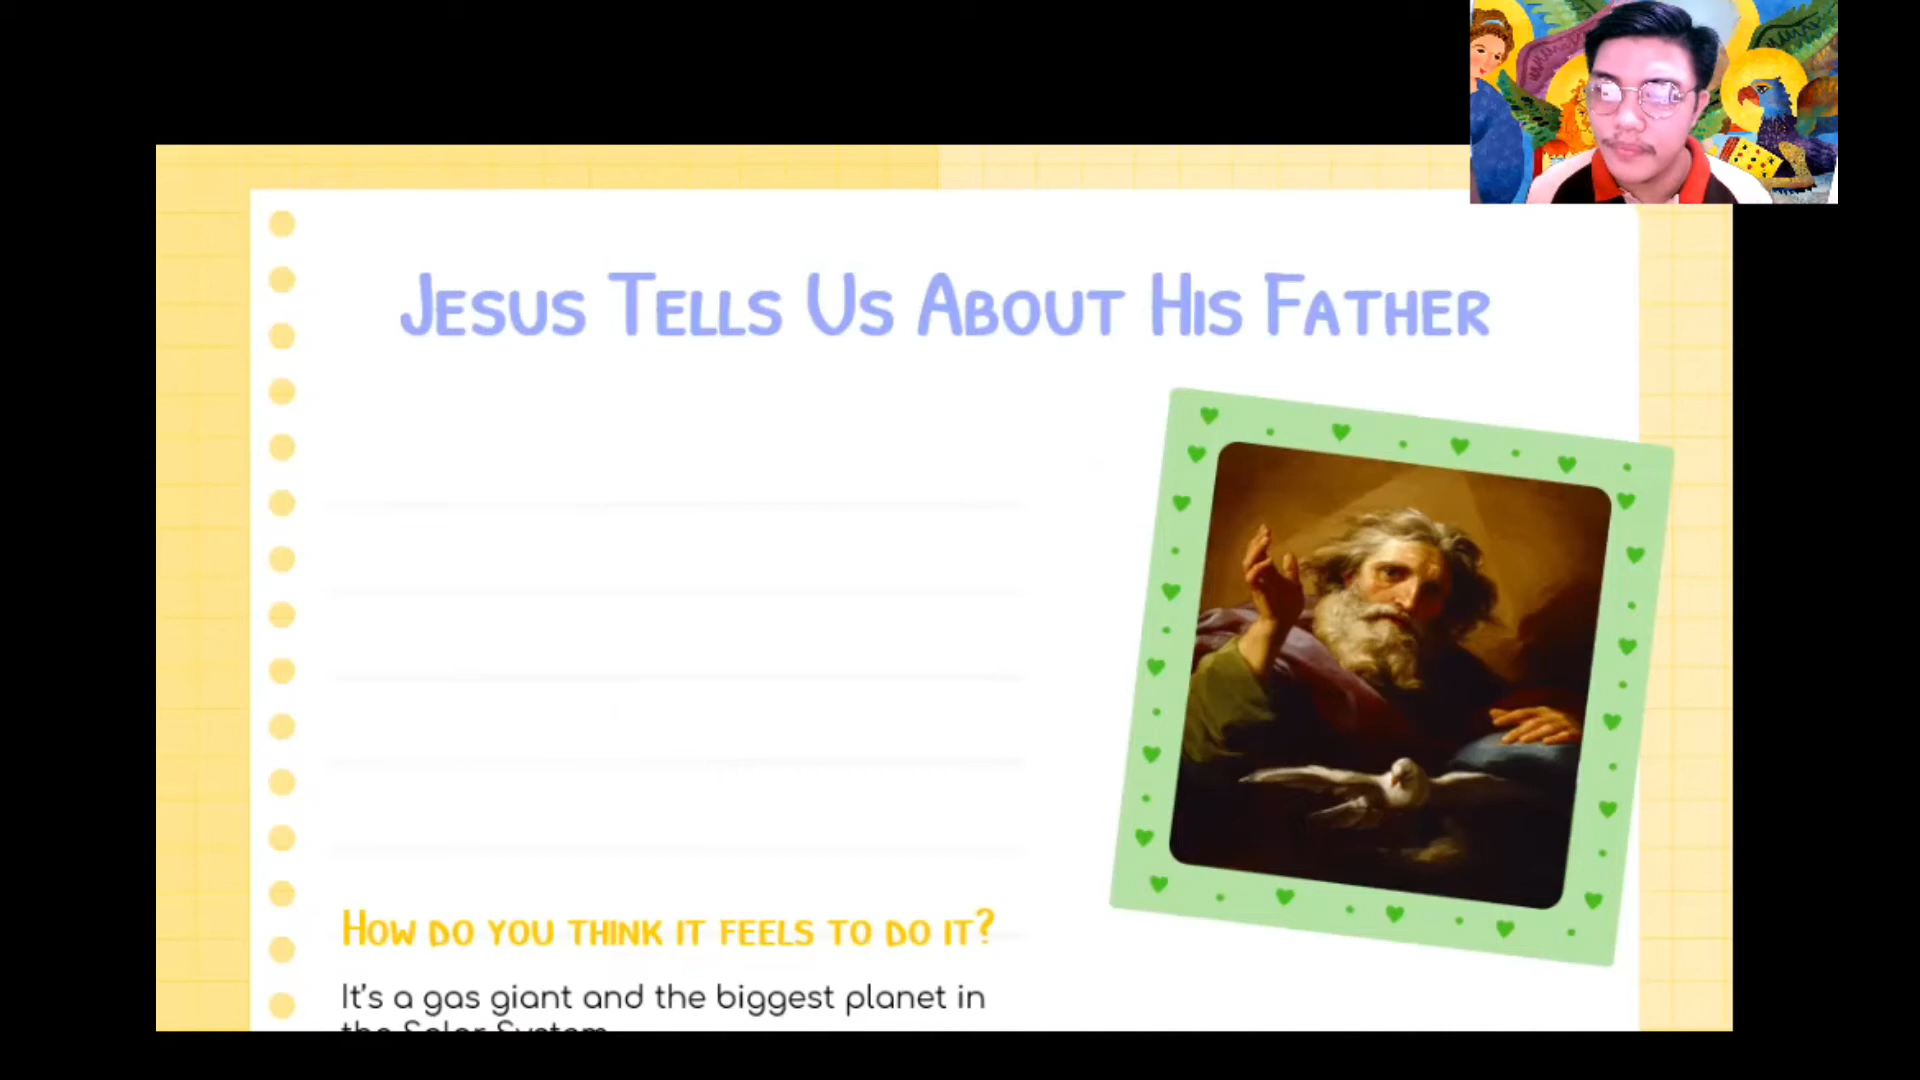 Jesus Tells Us About His Father
How do you think it feels to do it?
It's a gas giant and the biggest planet in
the Solar System